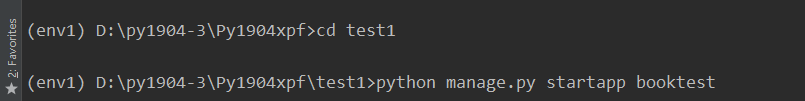 (env1) D:\py1904-3\Py1904xpf>cd test1
(env1) D:\py1904-3\Py1904xpf\test1>python manage.py startapp booktest
2: Favorites